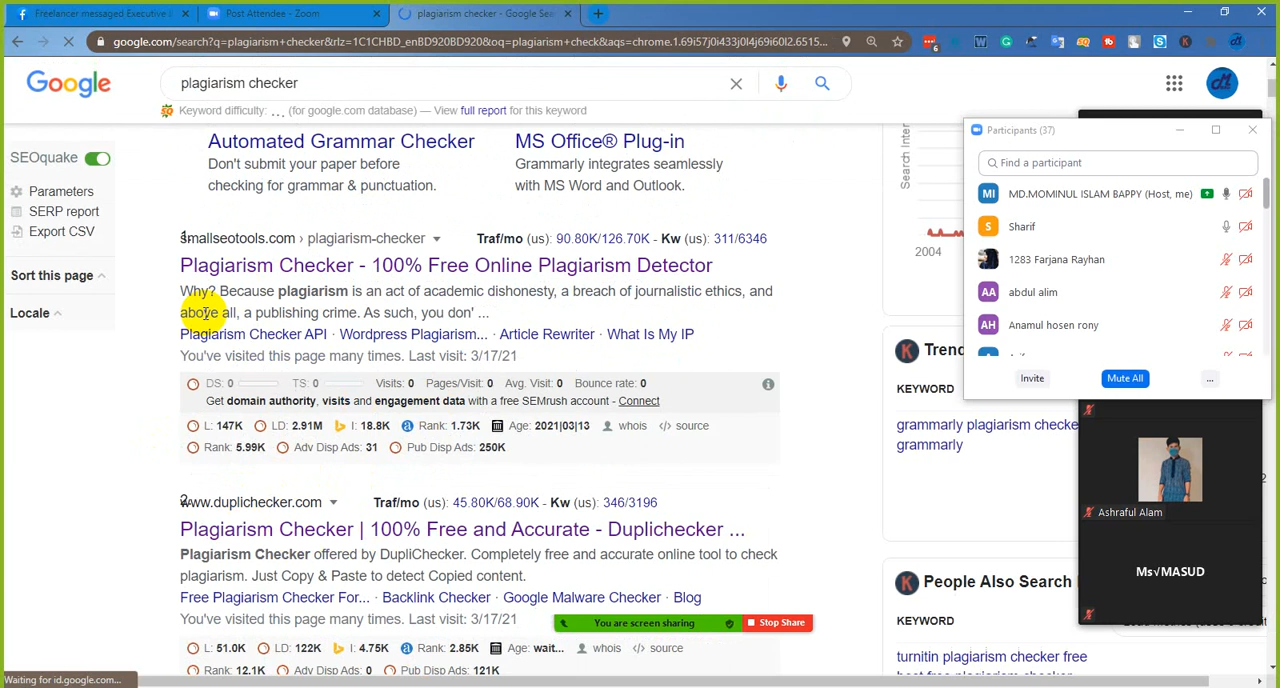 Freelancer messaged Executive
Post Attendee - Zoom
plagiarism checker - Google Sea
google.com/search?q=plagiarism+checker&rlz=1C1CHBD_enBD920BD920&oq=plagiarism+check&aqs=chrome.1.69i57j0i433j0l4j69i60l2.6515...
Google
plagiarism checker
Keyword difficulty: ... (for google.com database) — View full report for this keyword
SEOquake
Parameters
SERP report
Export CSV
Sort this page
Locale
Automated Grammar Checker
Don't submit your paper before
checking for grammar & punctuation.
MS Office® Plug-in
Grammarly integrates seamlessly
with MS Word and Outlook.
1.
smallseotools.com › plagiarism-checker
Traf/mo (us): 90.80K/126.70K - Kw (us): 311/6346
Plagiarism Checker - 100% Free Online Plagiarism Detector
Why? Because plagiarism is an act of academic dishonesty, a breach of journalistic ethics, and
above all, a publishing crime. As such, you don' ...
Plagiarism Checker API · Wordpress Plagiarism... · Article Rewriter · What Is My IP
You've visited this page many times. Last visit: 3/17/21
DS: 0 TS: 0 Visits: 0 Pages/Visit: 0 Avg. Visit: 0 Bounce rate: 0
Get domain authority, visits and engagement data with a free SEMrush account - Connect
L: 147K LD: 2.91M I: 18.8K Rank: 1.73K Age: 2021|03|13 whois source
Rank: 5.99K Adv Disp Ads: 31 Pub Disp Ads: 250K
2.
www.duplichecker.com
Traf/mo (us): 45.80K/68.90K - Kw (us): 346/3196
Plagiarism Checker | 100% Free and Accurate - Duplichecker ...
Plagiarism Checker offered by DupliChecker. Completely free and accurate online tool to check
plagiarism. Just Copy & Paste to detect Copied content.
Free Plagiarism Checker For... · Backlink Checker · Google Malware Checker · Blog
You've visited this page many times. Last visit: 3/17/21
You are screen sharing
Stop Share
L: 51.0K LD: 122K I: 4.75K Rank: 2.85K Age: wait... whois source
Rank: 12.1K Adv Disp Ads: 0 Pub Disp Ads: 121K
Waiting for id.google.com...
Search Inter
2004
Participants (37)
Find a participant
MI MD.MOMINUL ISLAM BAPPY (Host, me)
S Sharif
1283 Farjana Rayhan
AA abdul alim
AH Anamul hosen rony
Invite
Mute All
...
K Trend
KEYWORD
grammarly plagiarism checke
grammarly
Ashraful Alam
Ms√MASUD
K People Also Search
KEYWORD
turnitin plagiarism checker free